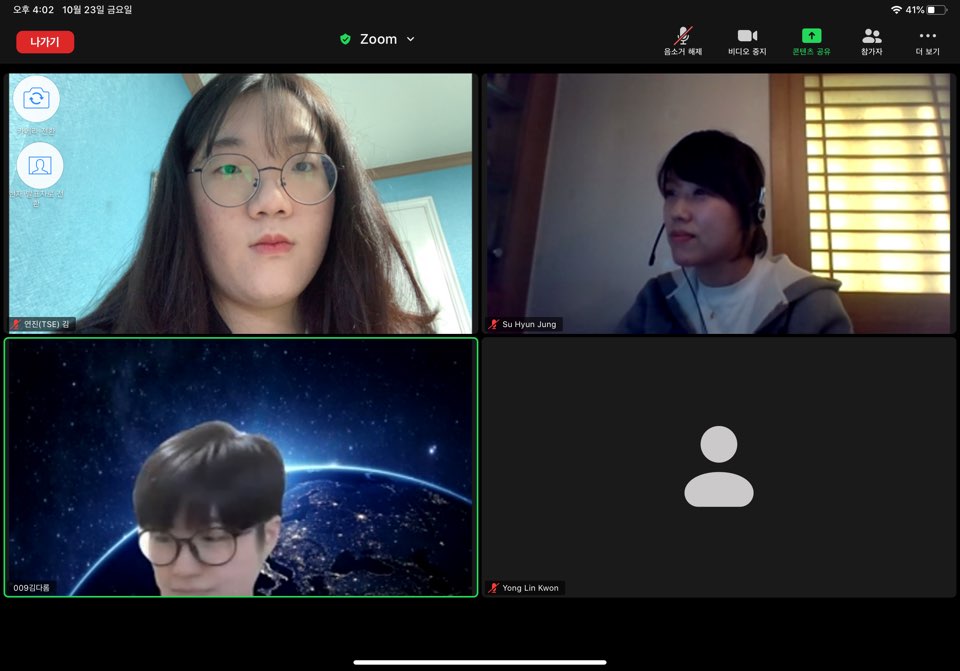 오후 4:02 10월 23일 금요일
41%
나가기
Zoom
음소거 해제
비디오 중지
콘텐츠 공유
참가자
더 보기
카메라 전환
연진(TSE) 김
Su Hyun Jung
009김다롬
Yong Lin Kwon